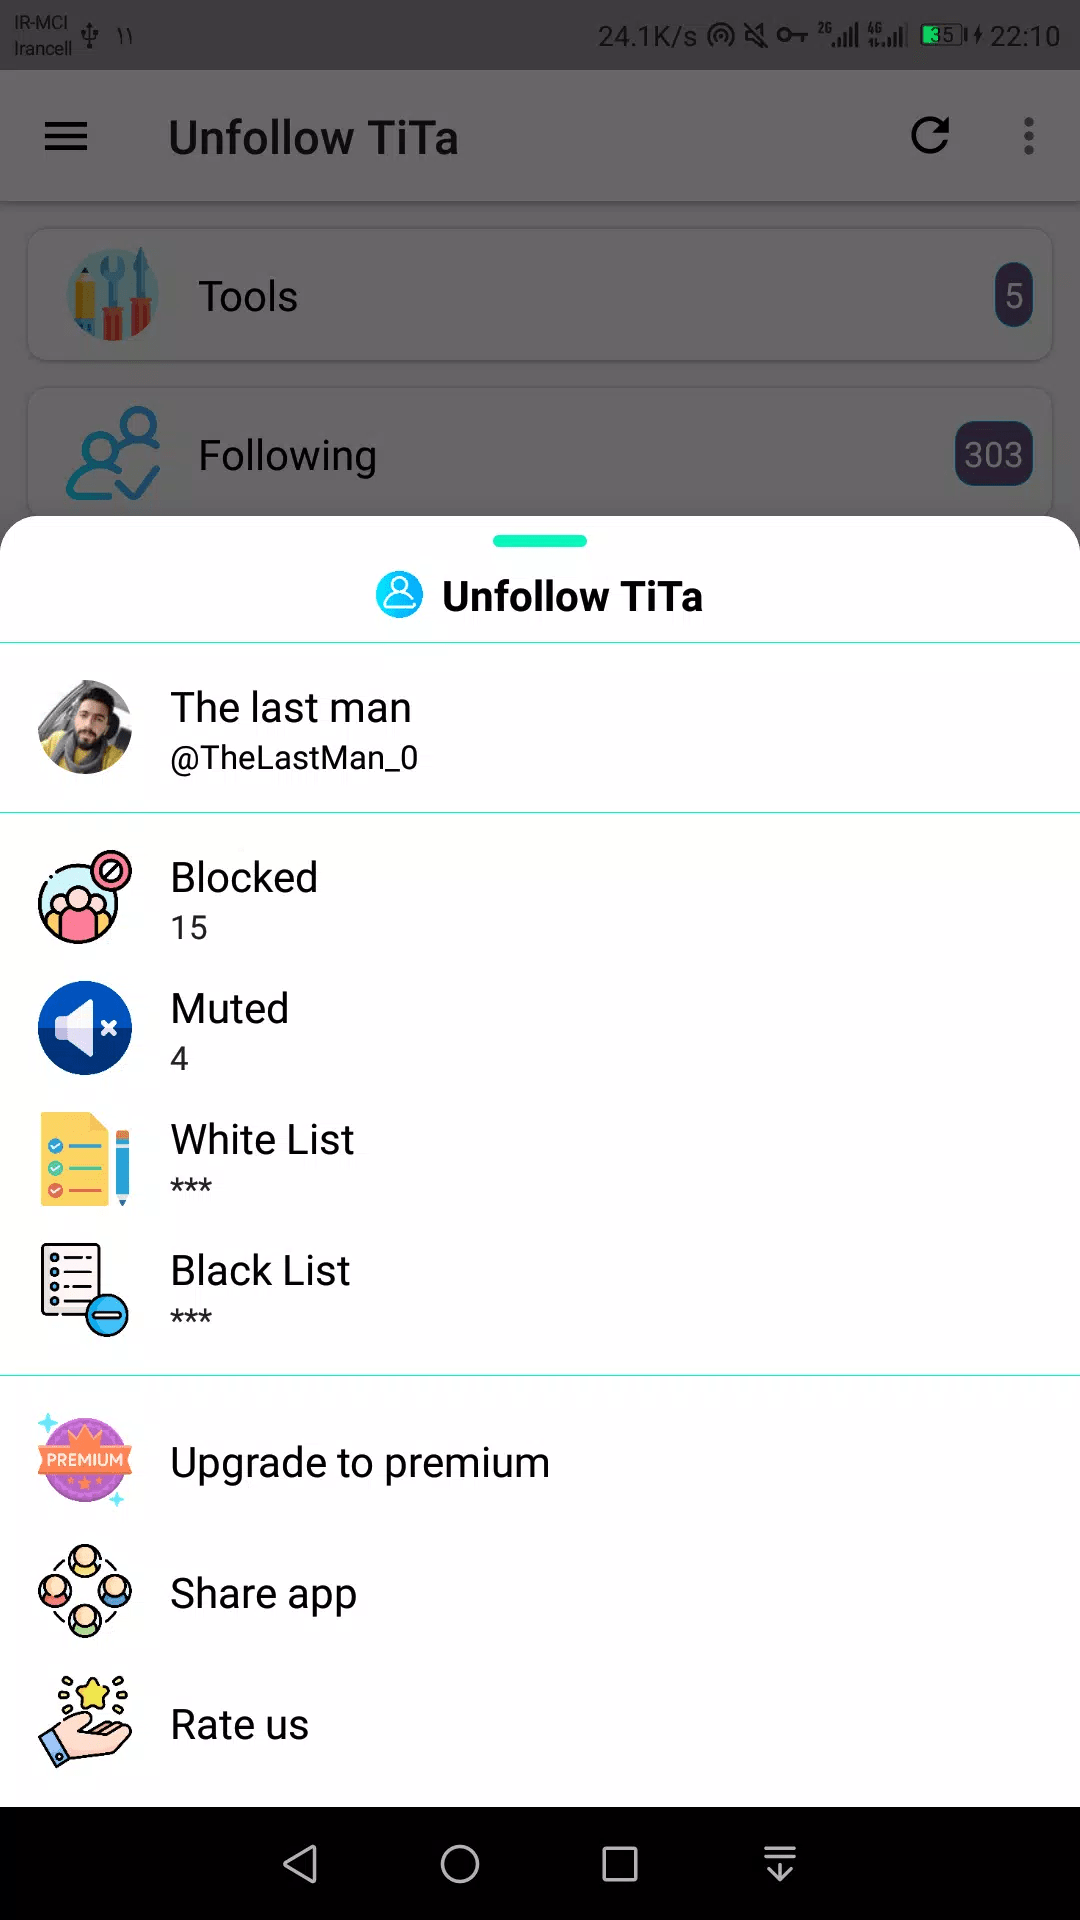 IR-MCI
Irancell
۱۱
24.1K/s
2G
4G
35
22:10
Unfollow TiTa
Tools
5
Following
303
Unfollow TiTa
The last man
@TheLastMan_0
Blocked
15
Muted
4
White List
***
Black List
***
PREMIUM
Upgrade to premium
Share app
Rate us